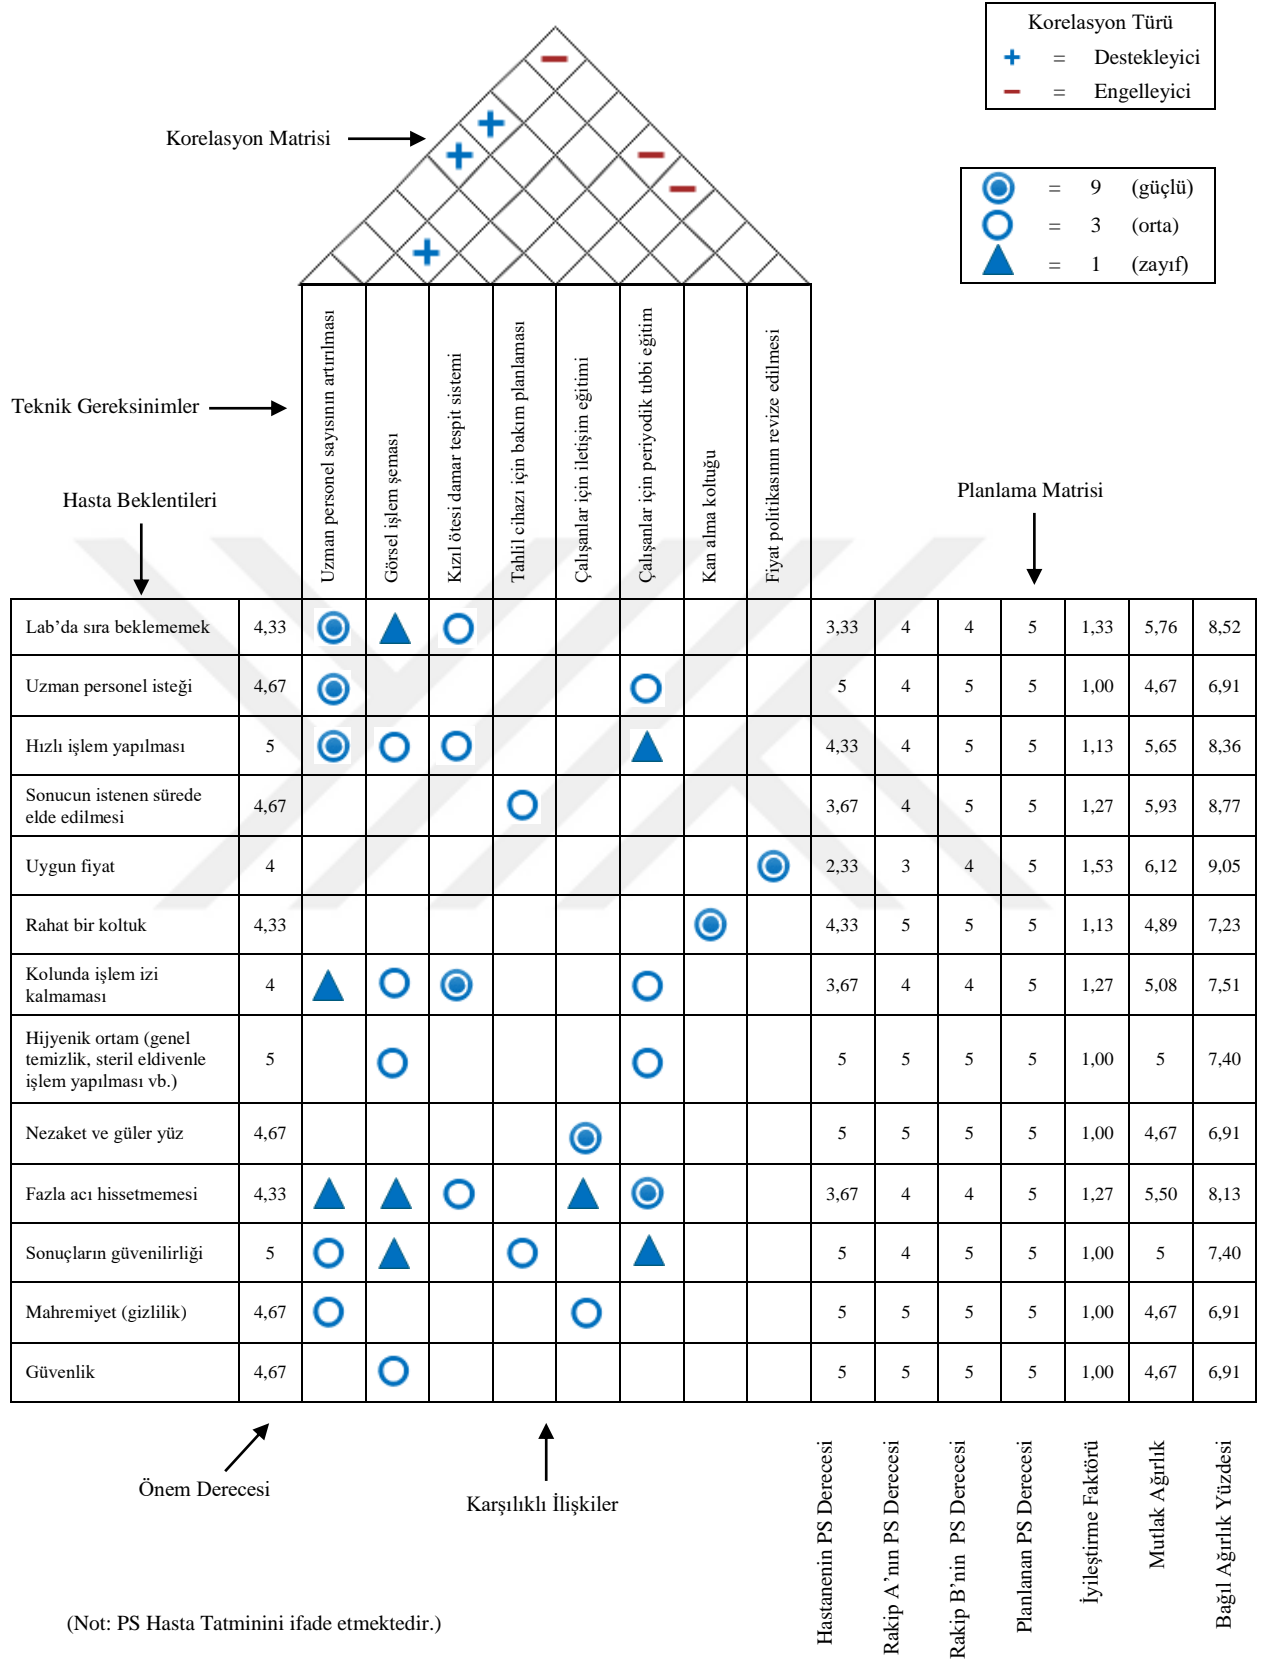 Korelasyon Türü
+ = Destekleyici
− = Engelleyici
Korelasyon Matrisi
= 9 (güçlü)
= 3 (orta)
= 1 (zayıf)
Teknik Gereksinimler
Uzman personel sayısının artırılması
Görsel işlem şeması
Kızıl ötesi damar tespit sistemi
Tahlil cihazı için bakım planlaması
Çalışanlar için iletişim eğitimi
Çalışanlar için periyodik tıbbi eğitim
Kan alma koltuğu
Fiyat politikasının revize edilmesi
Hasta Beklentileri
Planlama Matrisi
Lab’da sıra beklememek 4,33 3,33 4 4 5 1,33 5,76 8,52
Uzman personel isteği 4,67 5 4 5 5 1,00 4,67 6,91
Hızlı işlem yapılması 5 4,33 4 5 5 1,13 5,65 8,36
Sonucun istenen sürede
elde edilmesi 4,67 3,67 4 5 5 1,27 5,93 8,77
Uygun fiyat 4 2,33 3 4 5 1,53 6,12 9,05
Rahat bir koltuk 4,33 4,33 5 5 5 1,13 4,89 7,23
Kolunda işlem izi
kalmaması 4 3,67 4 4 5 1,27 5,08 7,51
Hijyenik ortam (genel
temizlik, steril eldivenle 5 5 5 5 5 1,00 5 7,40
işlem yapılması vb.)
Nezaket ve güler yüz 4,67 5 5 5 5 1,00 4,67 6,91
Fazla acı hissetmemesi 4,33 3,67 4 4 5 1,27 5,50 8,13
Sonuçların güvenilirliği 5 5 4 5 5 1,00 5 7,40
Mahremiyet (gizlilik) 4,67 5 5 5 5 1,00 4,67 6,91
Güvenlik 4,67 5 5 5 5 1,00 4,67 6,91
Önem Derecesi
Karşılıklı İlişkiler
Hastanenin PS Derecesi
Rakip A’nın PS Derecesi
Rakip B’nin PS Derecesi
Planlanan PS Derecesi
İyileştirme Faktörü
Mutlak Ağırlık
Bağıl Ağırlık Yüzdesi
(Not: PS Hasta Tatminini ifade etmektedir.)